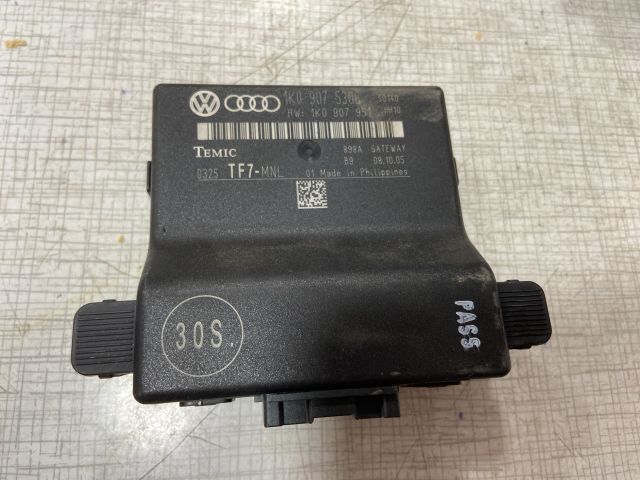 1K0 907 530
HW: 1K0 907 951 H10
TEMIC 898A GATEWAY
B9 08.10.05
0325 TF7-MNL 01 Made in Philippines
30S.
PASS